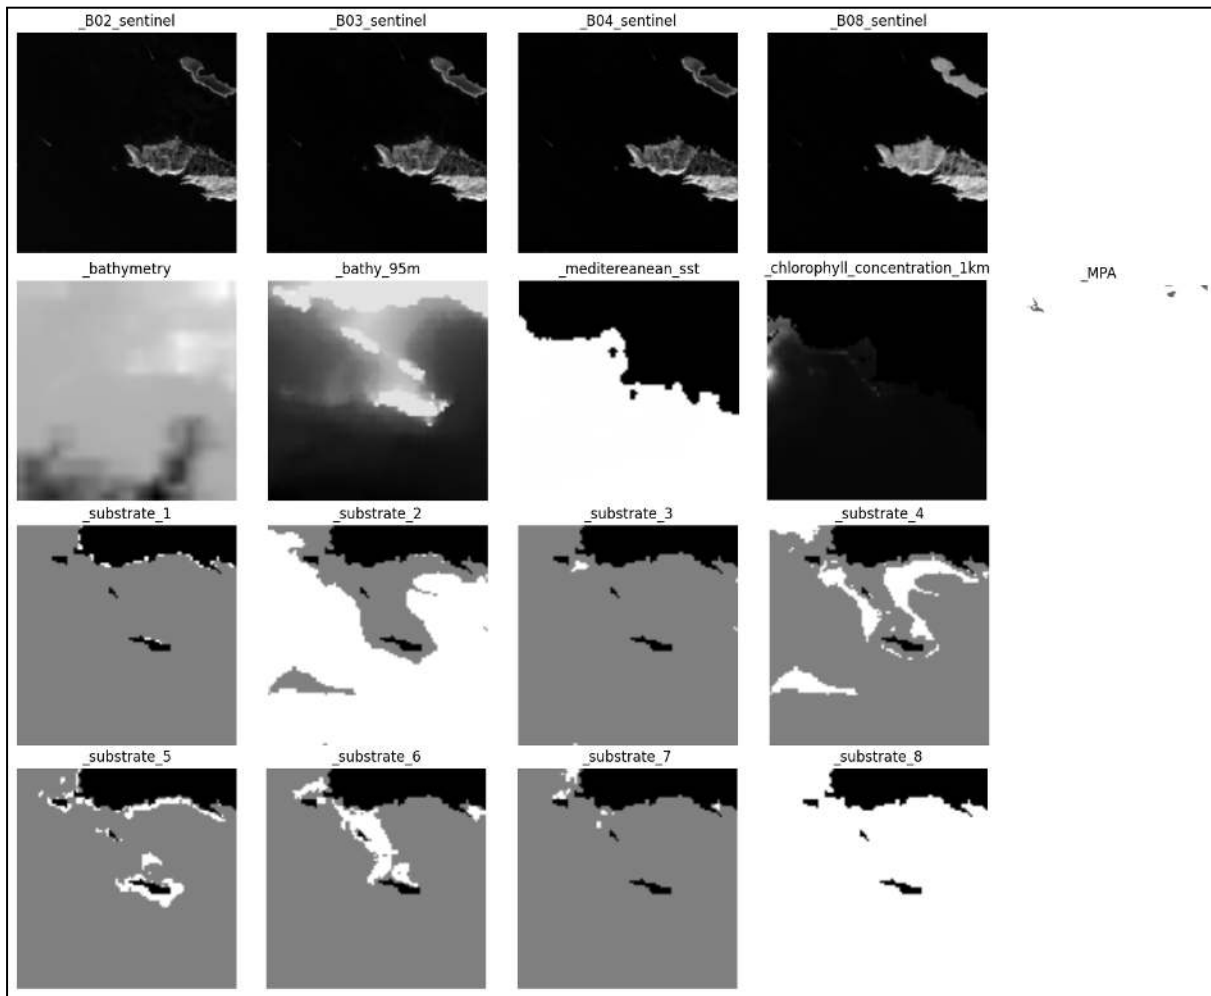 _B02_sentinel
_B03_sentinel
_B04_sentinel
_B08_sentinel
_bathymetry
_bathy_95m
_meditereanean_sst
_chlorophyll_concentration_1km
_MPA
_substrate_1
_substrate_2
_substrate_3
_substrate_4
_substrate_5
_substrate_6
_substrate_7
_substrate_8